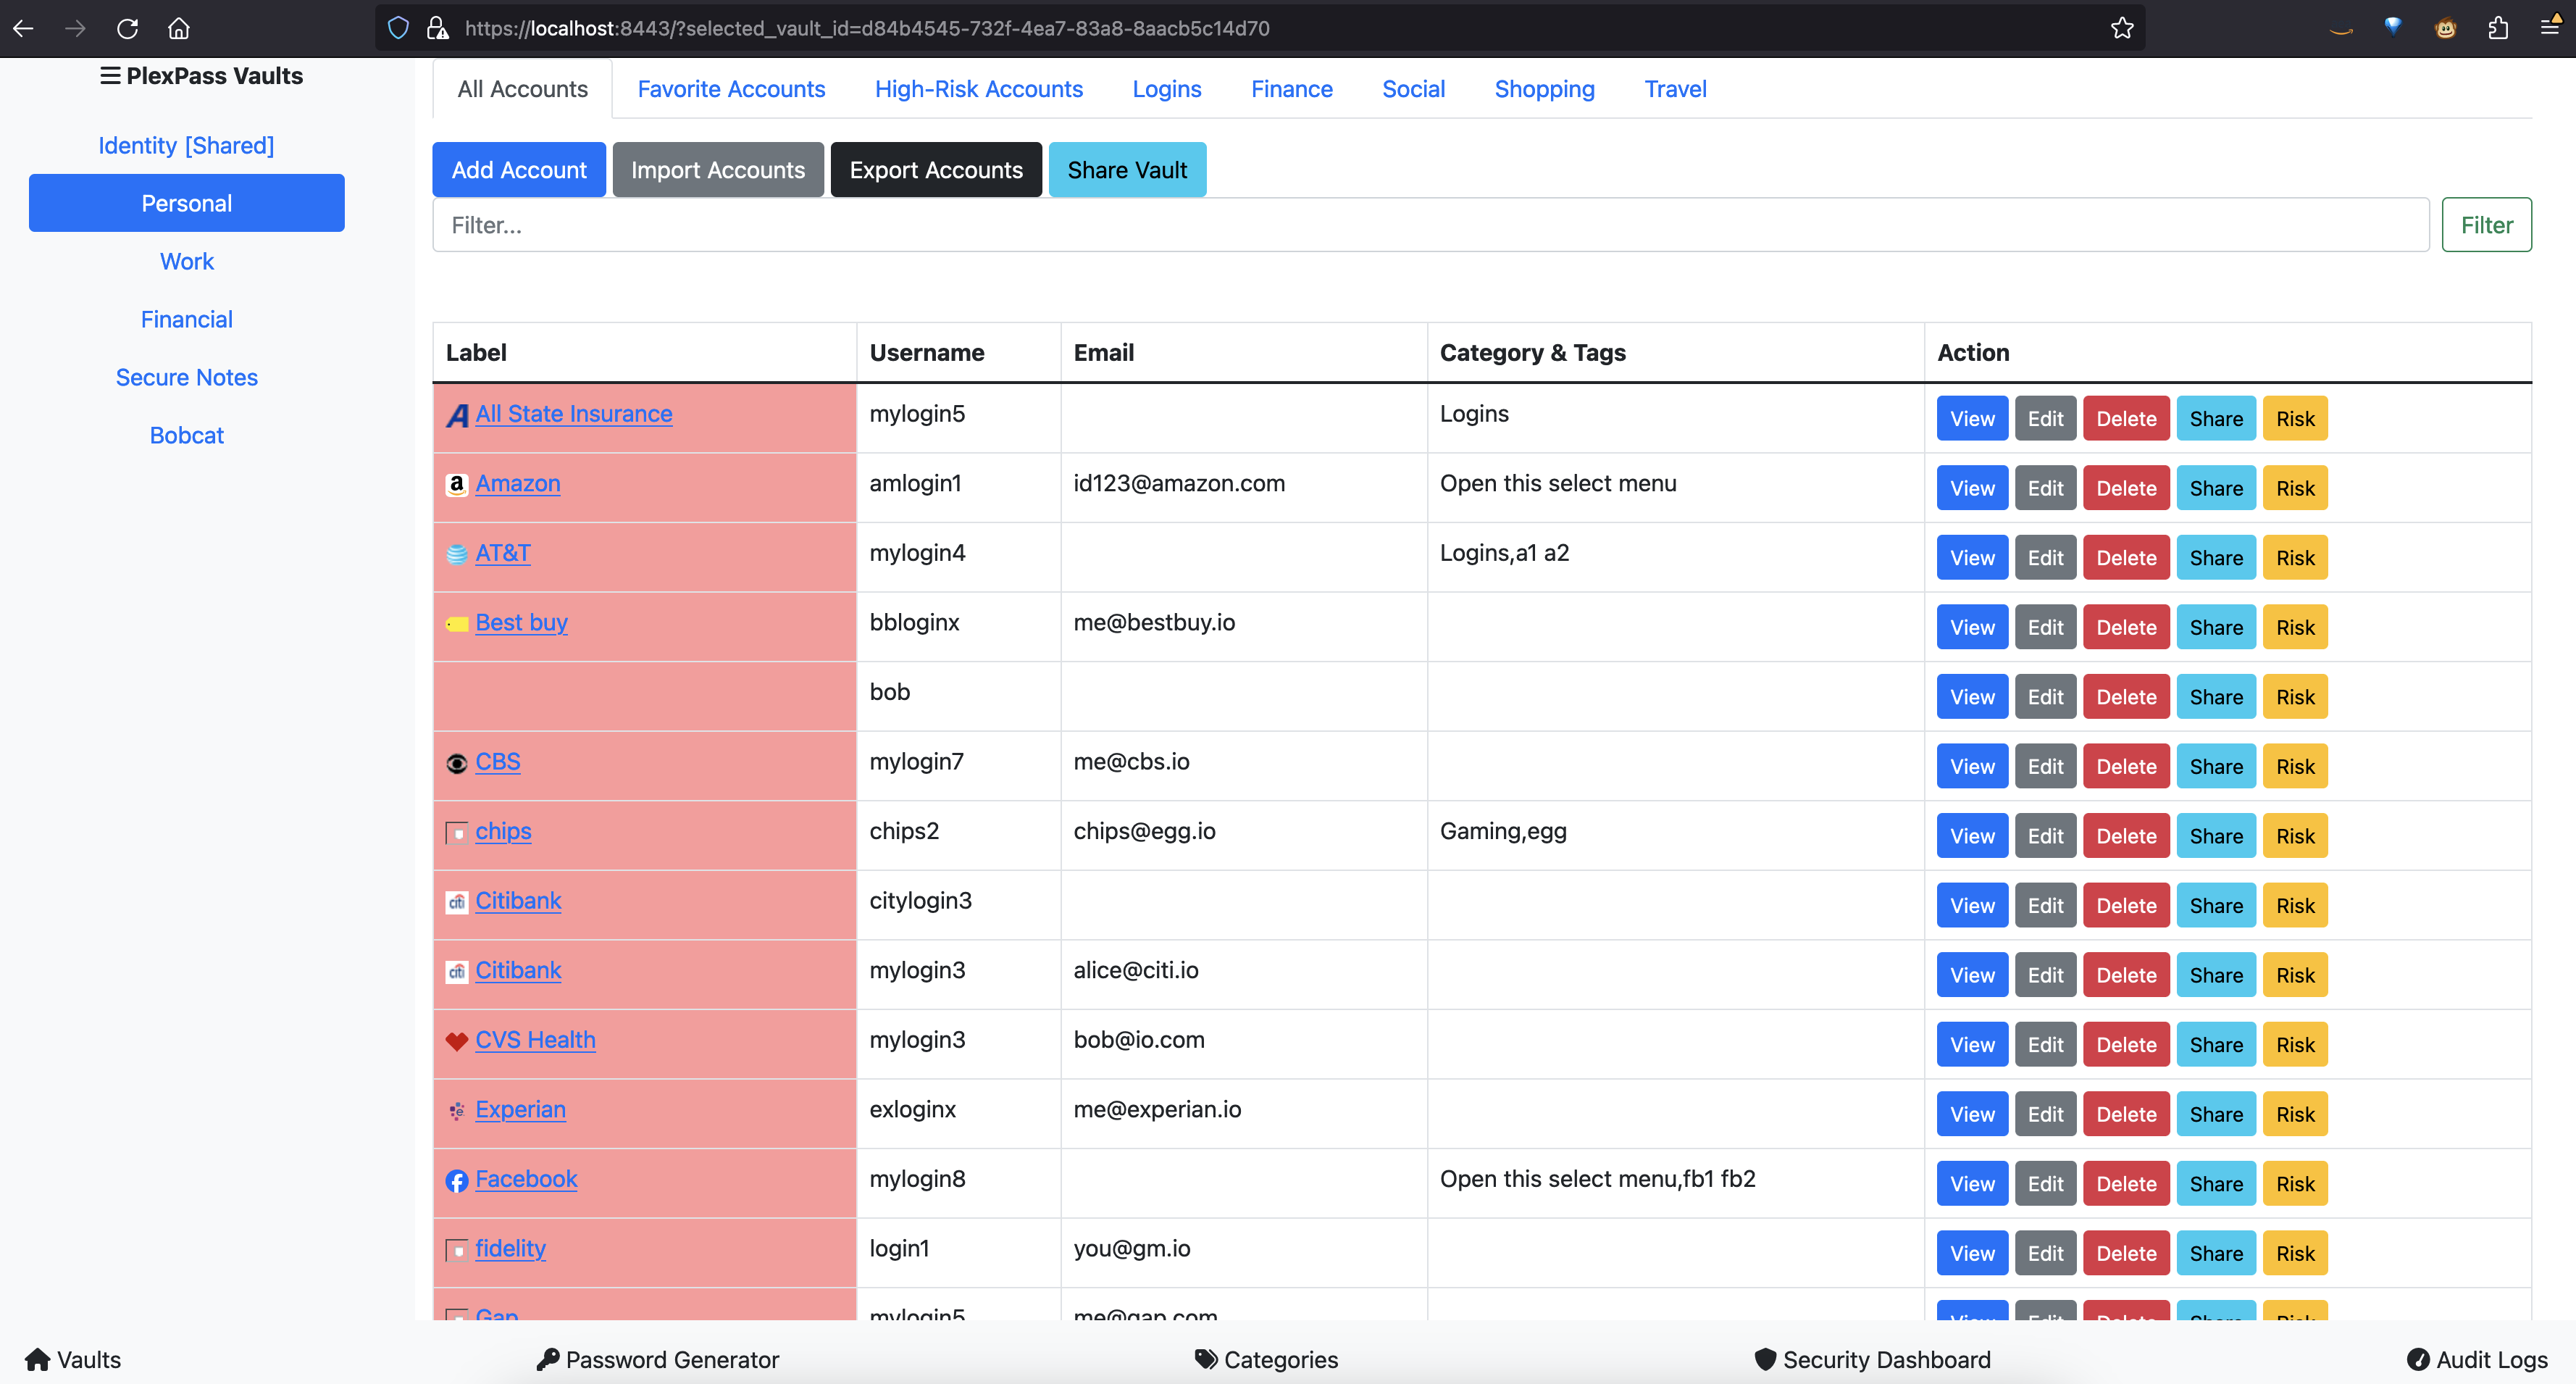 https://localhost:8443/?selected_vault_id=d84b4545-732f-4ea7-83a8-8aacb5c14d70
PlexPass Vaults
Identity [Shared]
Personal
Work
Financial
Secure Notes
Bobcat
All Accounts Favorite Accounts High-Risk Accounts Logins Finance Social Shopping Travel
Add Account Import Accounts Export Accounts Share Vault
Filter... Filter
Label Username Email Category & Tags Action
All State Insurance mylogin5 Logins View Edit Delete Share Risk
a Amazon amlogin1 id123@amazon.com Open this select menu View Edit Delete Share Risk
AT&T mylogin4 Logins,a1 a2 View Edit Delete Share Risk
Best buy bbloginx me@bestbuy.io View Edit Delete Share Risk
bob View Edit Delete Share Risk
CBS mylogin7 me@cbs.io View Edit Delete Share Risk
chips chips2 chips@egg.io Gaming,egg View Edit Delete Share Risk
citi Citibank citylogin3 View Edit Delete Share Risk
citi Citibank mylogin3 alice@citi.io View Edit Delete Share Risk
CVS Health mylogin3 bob@io.com View Edit Delete Share Risk
Experian exloginx me@experian.io View Edit Delete Share Risk
Facebook mylogin8 Open this select menu,fb1 fb2 View Edit Delete Share Risk
fidelity login1 you@gm.io View Edit Delete Share Risk
Gap mylogin5 me@gap.com View Edit Delete Share Risk
Vaults Password Generator Categories Security Dashboard Audit Logs